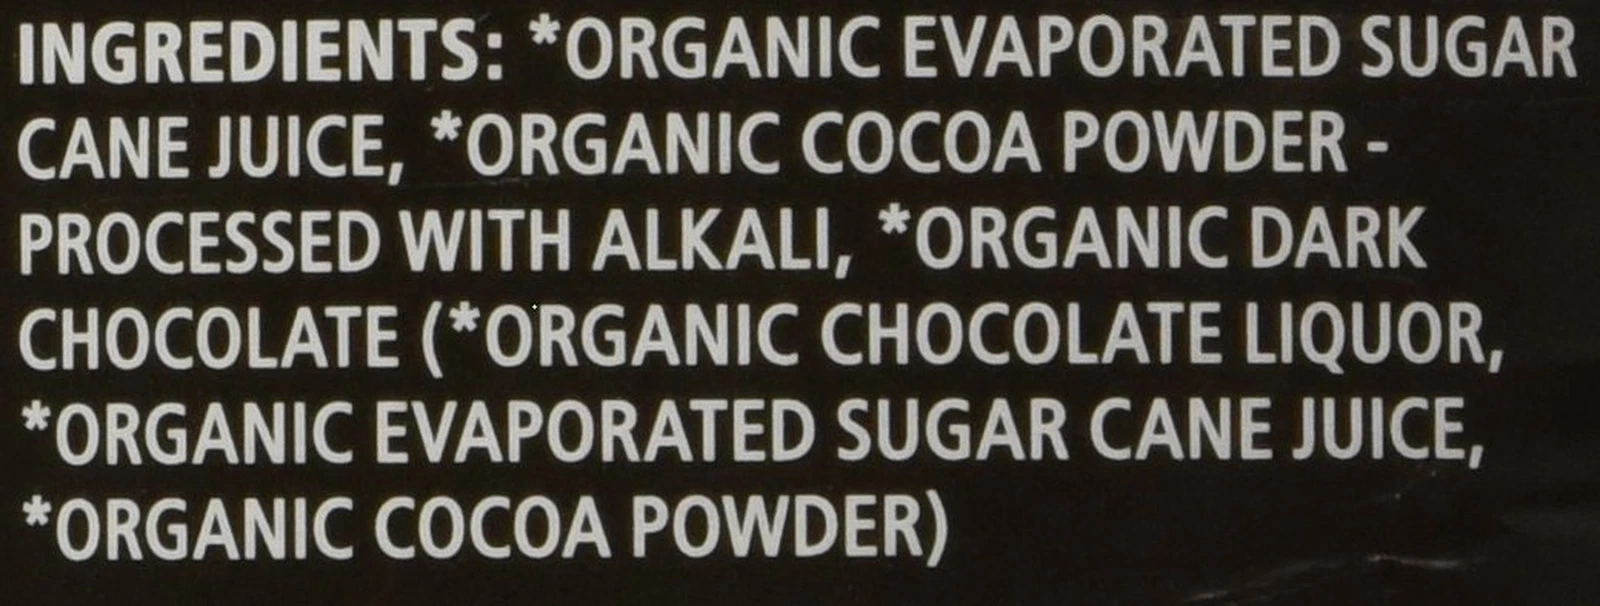 INGREDIENTS: *ORGANIC EVAPORATED SUGAR
CANE JUICE, *ORGANIC COCOA POWDER -
PROCESSED WITH ALKALI, *ORGANIC DARK
CHOCOLATE (*ORGANIC CHOCOLATE LIQUOR,
*ORGANIC EVAPORATED SUGAR CANE JUICE,
*ORGANIC COCOA POWDER)